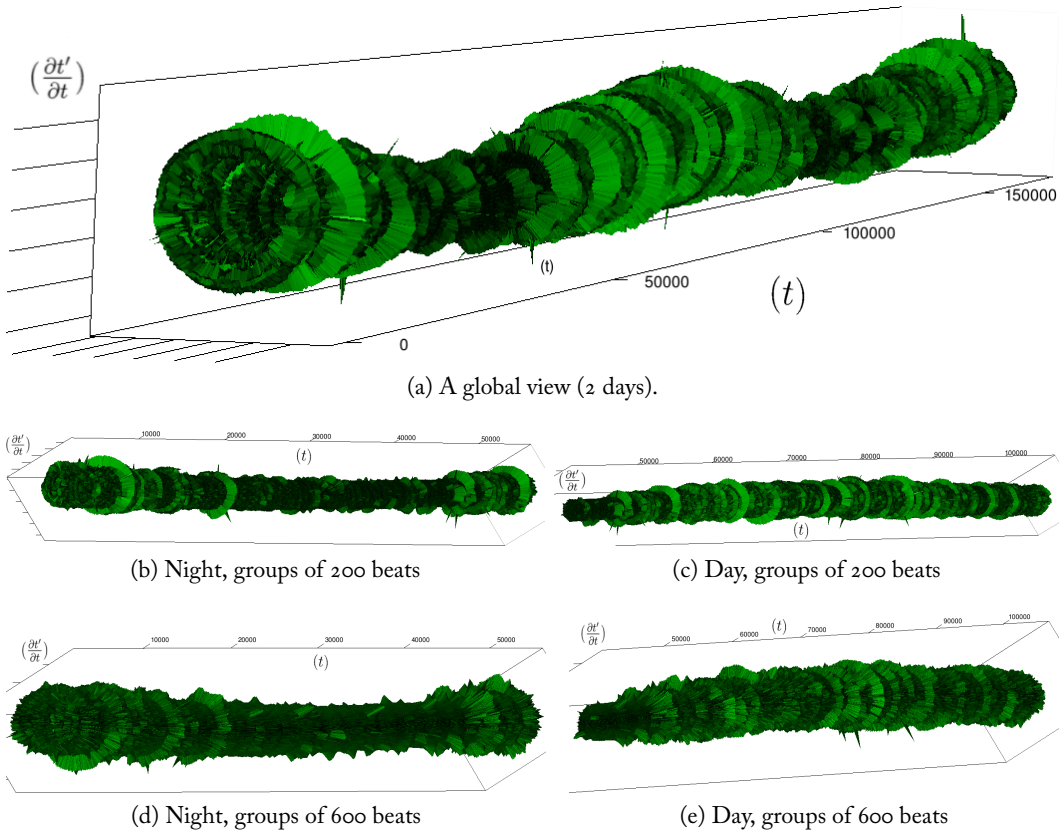 (∂t′/∂t)
0
50000
100000
150000
(t)
(t)
(a) A global view (2 days).
(∂t′/∂t)
10000 20000 30000 40000 50000
(t)
(b) Night, groups of 200 beats
(∂t′/∂t)
50000 60000 70000 80000 90000 100000
(t)
(c) Day, groups of 200 beats
(∂t′/∂t)
10000 20000 30000 40000 50000
(t)
(d) Night, groups of 600 beats
(∂t′/∂t)
(t)
50000 60000 70000 80000 90000 100000
(e) Day, groups of 600 beats